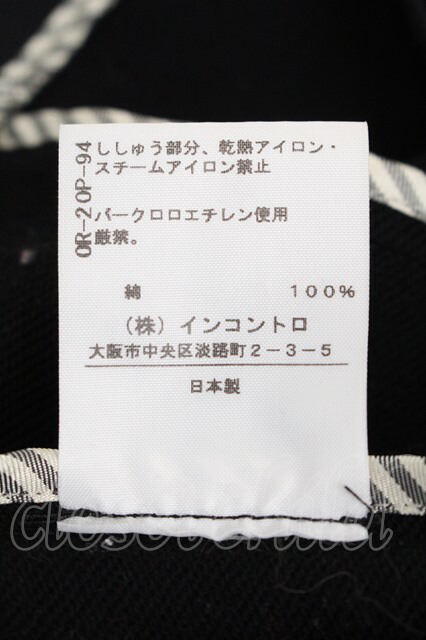 OR-20P-94
ししゅう部分、乾熱アイロン・
スチームアイロン禁止
パークロロエチレン使用
厳禁。
綿 100%
（株）インコントロ
大阪市中央区淡路町2-3-5
日本製
closetchild